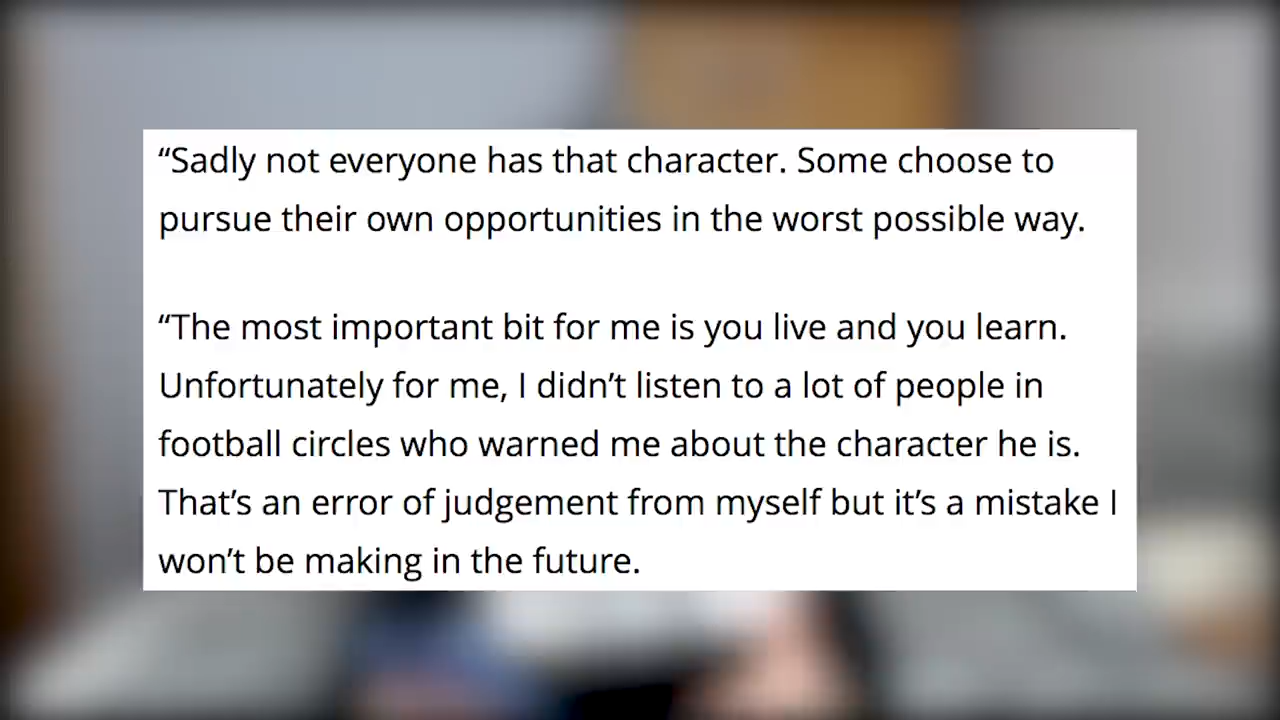 “Sadly not everyone has that character. Some choose to
pursue their own opportunities in the worst possible way.
“The most important bit for me is you live and you learn.
Unfortunately for me, I didn’t listen to a lot of people in
football circles who warned me about the character he is.
That’s an error of judgement from myself but it’s a mistake I
won’t be making in the future.